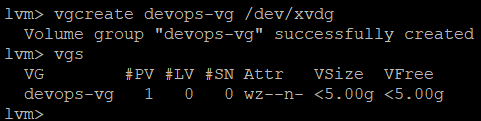 lvm> vgcreate devops-vg /dev/xvdg
  Volume group "devops-vg" successfully created
lvm> vgs
  VG        #PV #LV #SN Attr   VSize  VFree
  devops-vg   1   0   0 wz--n- <5.00g <5.00g
lvm>